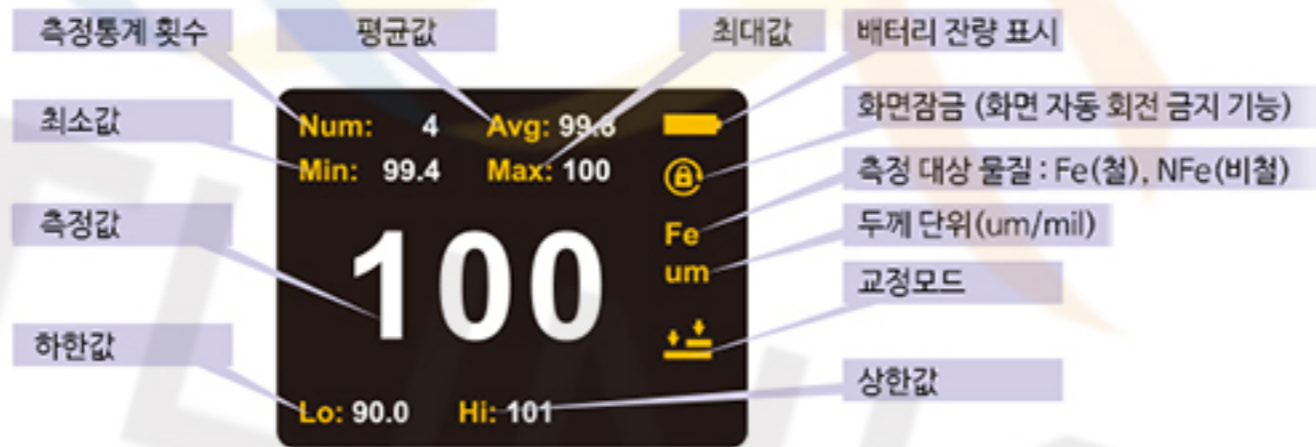 측정통계 횟수
평균값
최대값
배터리 잔량 표시
최소값
화면잠금 (화면 자동 회전 금지 기능)
측정 대상 물질 : Fe(철), NFe(비철)
측정값
두께 단위(um/mil)
교정모드
하한값
상한값
Num: 4 Avg: 99.8
Min: 99.4 Max: 100
Fe
100
um
Lo: 90.0 Hi: 101